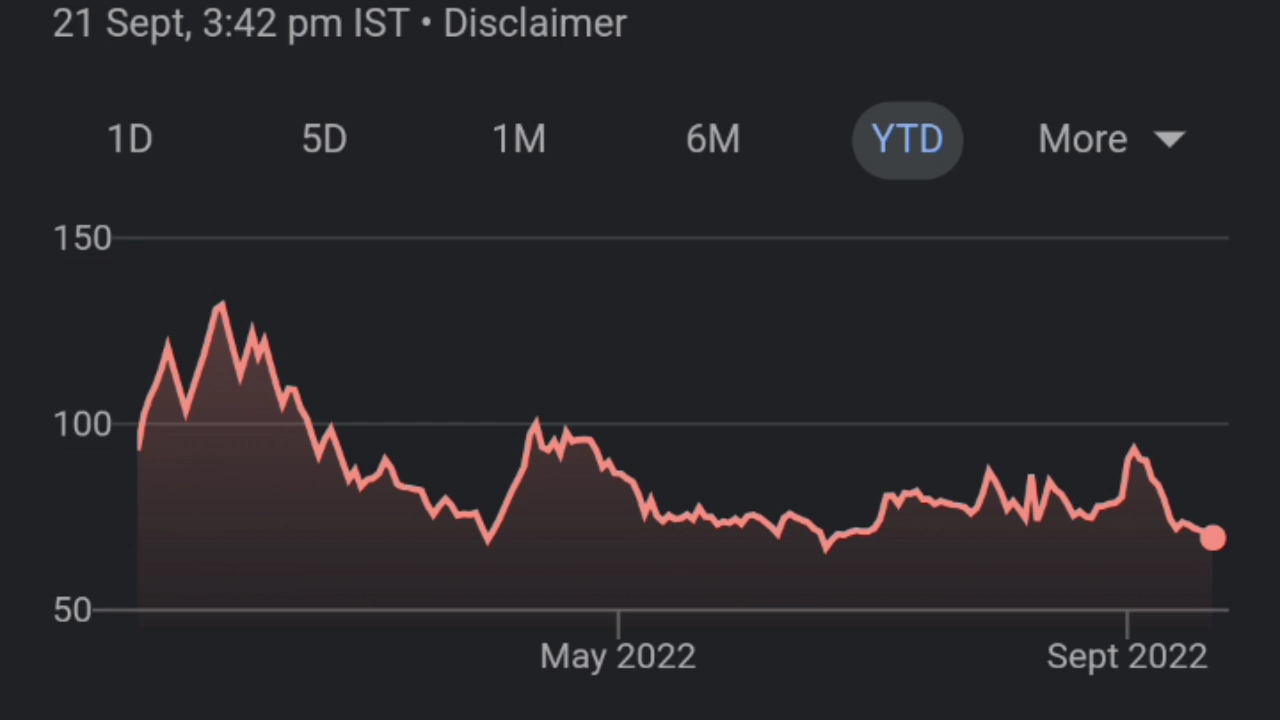 21 Sept, 3:42 pm IST • Disclaimer
1D 5D 1M 6M YTD More
150
100
50
May 2022 Sept 2022